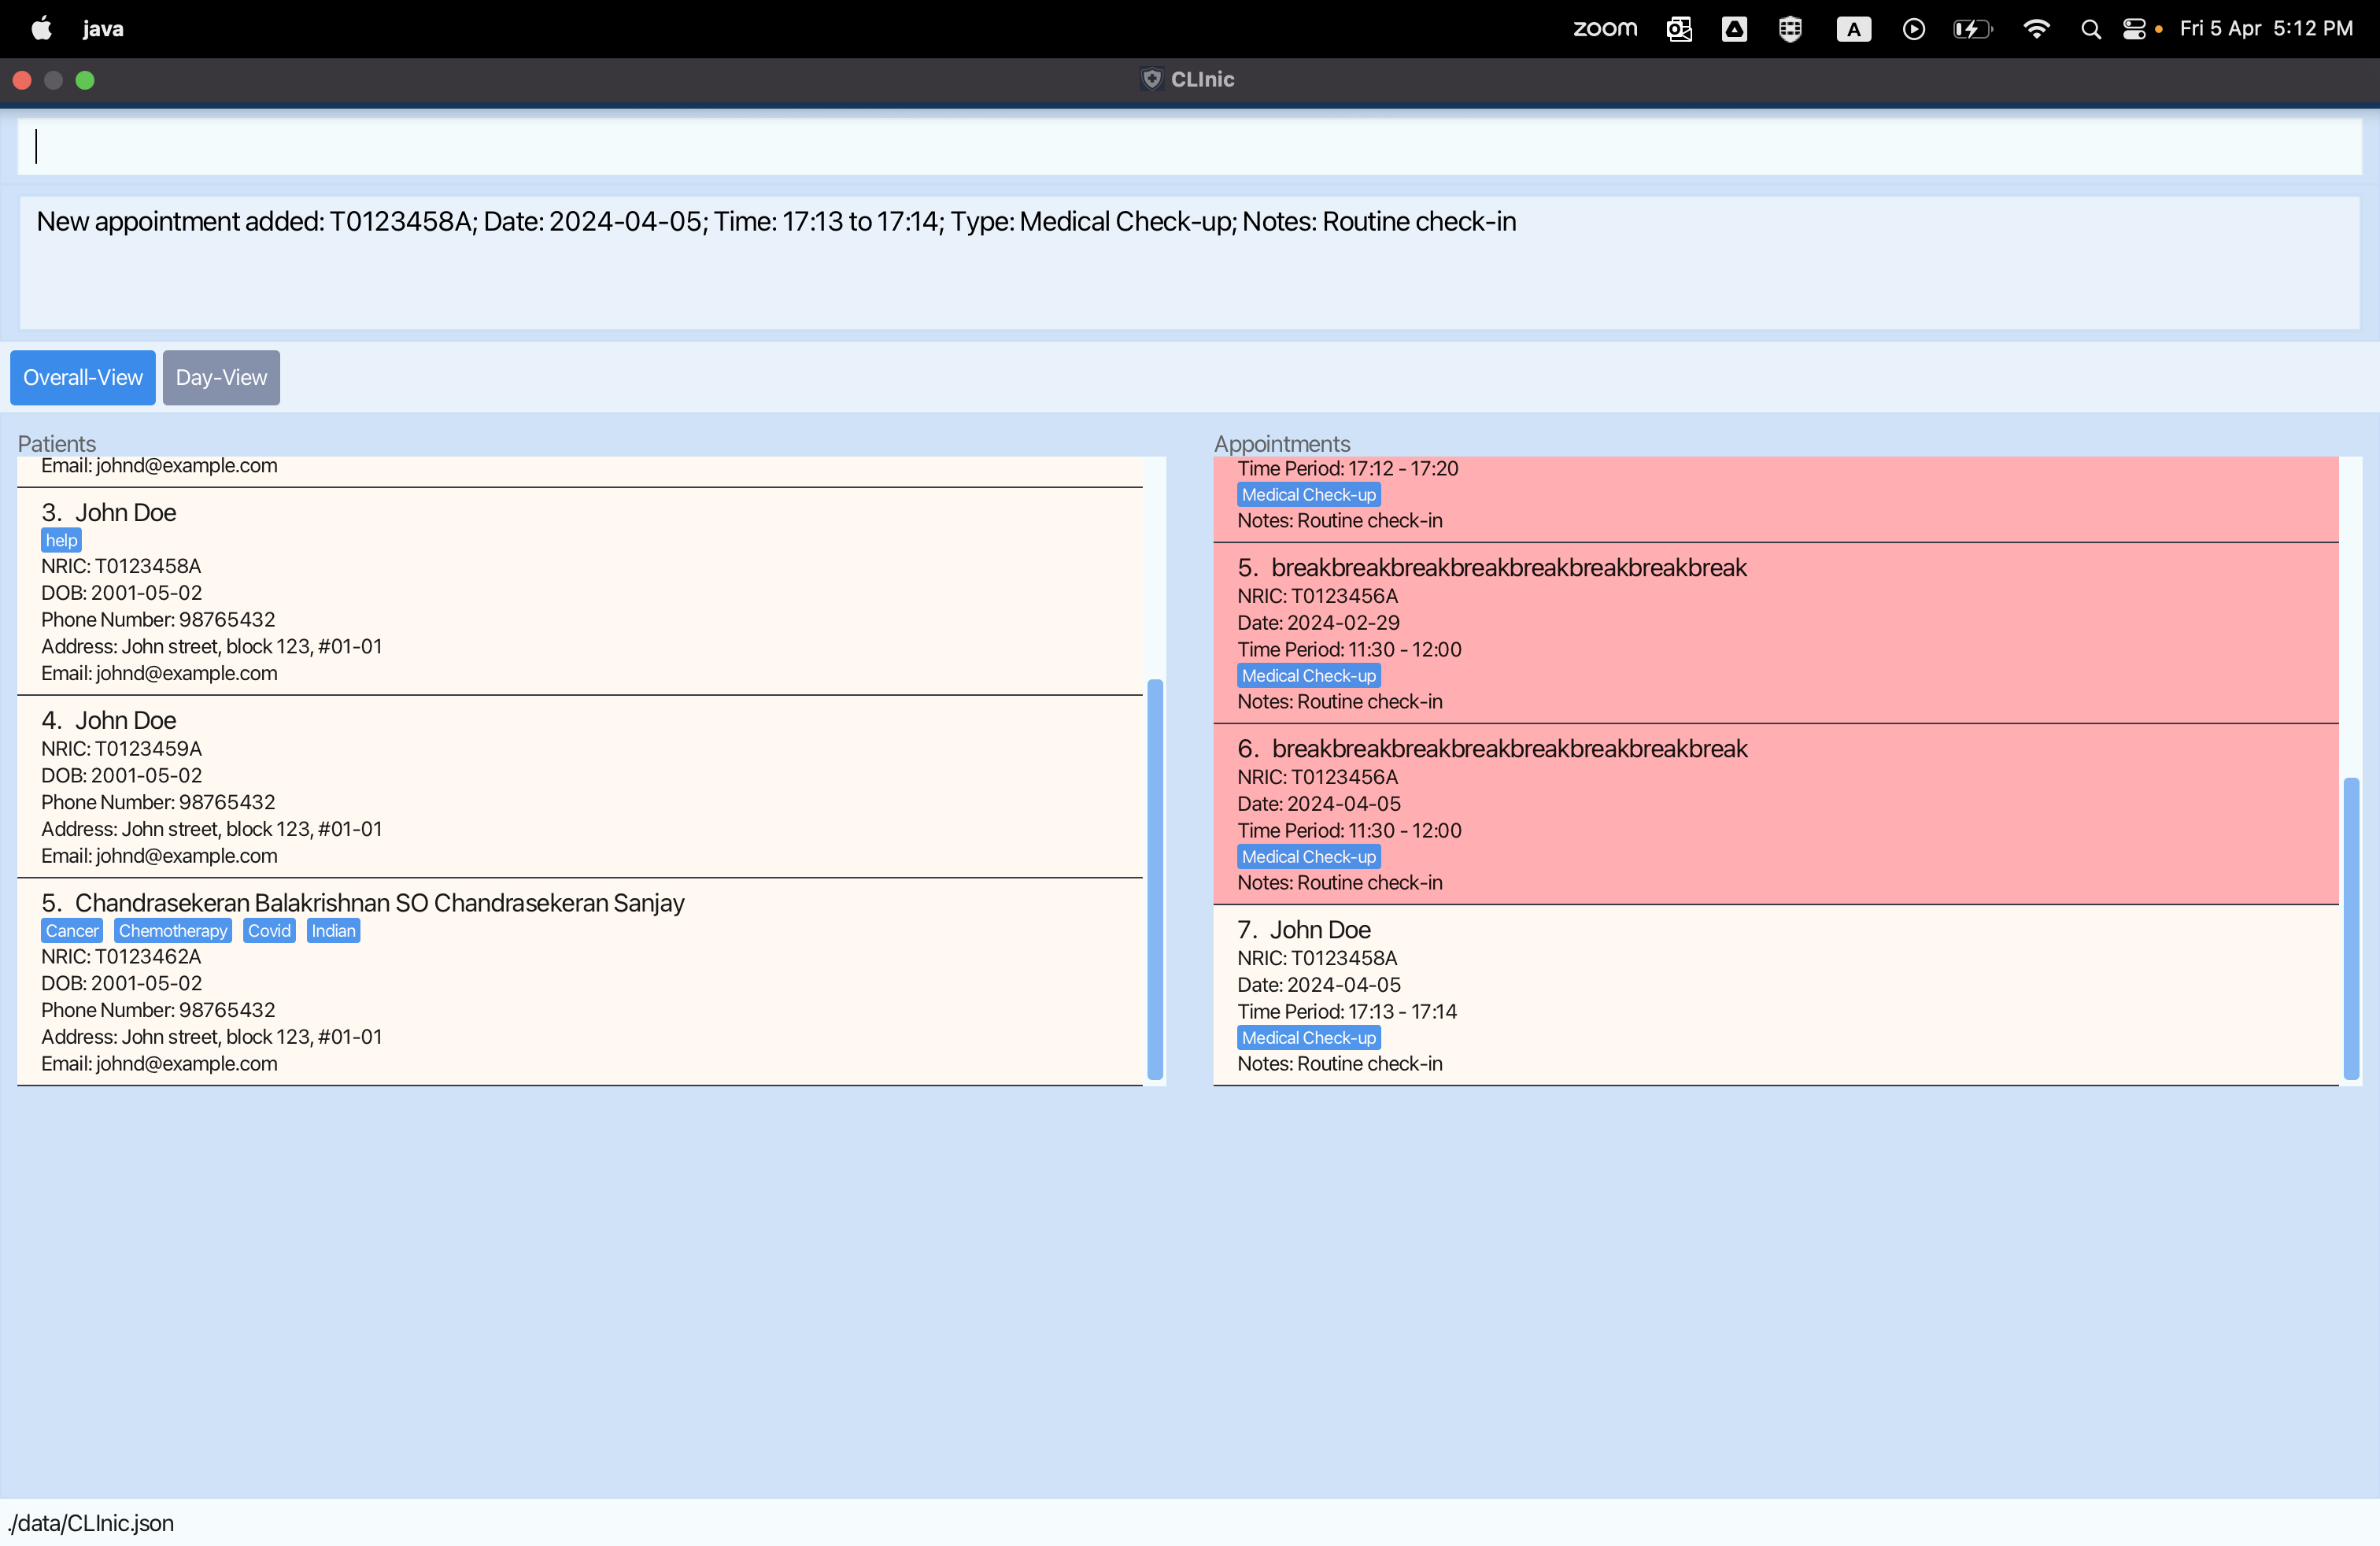 java
zoom
A
Fri 5 Apr 5:12 PM
CLInic
New appointment added: T0123458A; Date: 2024-04-05; Time: 17:13 to 17:14; Type: Medical Check-up; Notes: Routine check-in
Overall-View
Day-View
Patients
Email: johnd@example.com
3. John Doe
help
NRIC: T0123458A
DOB: 2001-05-02
Phone Number: 98765432
Address: John street, block 123, #01-01
Email: johnd@example.com
4. John Doe
NRIC: T0123459A
DOB: 2001-05-02
Phone Number: 98765432
Address: John street, block 123, #01-01
Email: johnd@example.com
5. Chandrasekeran Balakrishnan SO Chandrasekeran Sanjay
Cancer Chemotherapy Covid Indian
NRIC: T0123462A
DOB: 2001-05-02
Phone Number: 98765432
Address: John street, block 123, #01-01
Email: johnd@example.com
Appointments
Time Period: 17:12 - 17:20
Medical Check-up
Notes: Routine check-in
5. breakbreakbreakbreakbreakbreakbreakbreak
NRIC: T0123456A
Date: 2024-02-29
Time Period: 11:30 - 12:00
Medical Check-up
Notes: Routine check-in
6. breakbreakbreakbreakbreakbreakbreakbreak
NRIC: T0123456A
Date: 2024-04-05
Time Period: 11:30 - 12:00
Medical Check-up
Notes: Routine check-in
7. John Doe
NRIC: T0123458A
Date: 2024-04-05
Time Period: 17:13 - 17:14
Medical Check-up
Notes: Routine check-in
./data/CLInic.json